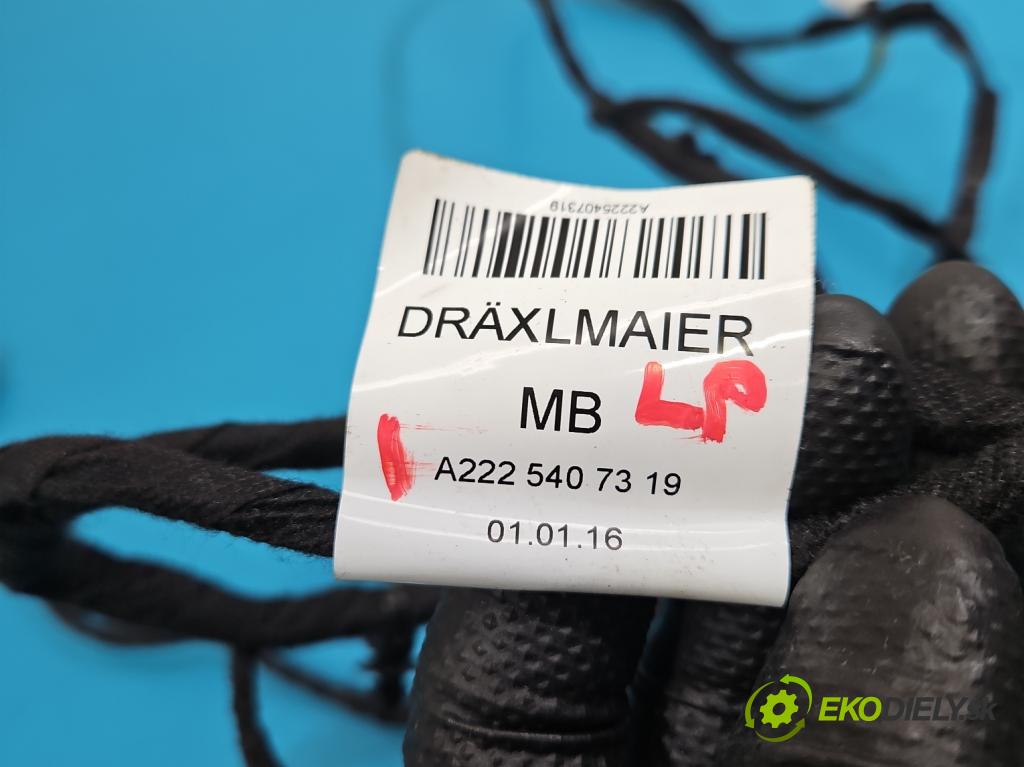 A2225407319
DRÄXLMAIER
MB LP
A222 540 73 19
01.01.16
EKODIELY.SK